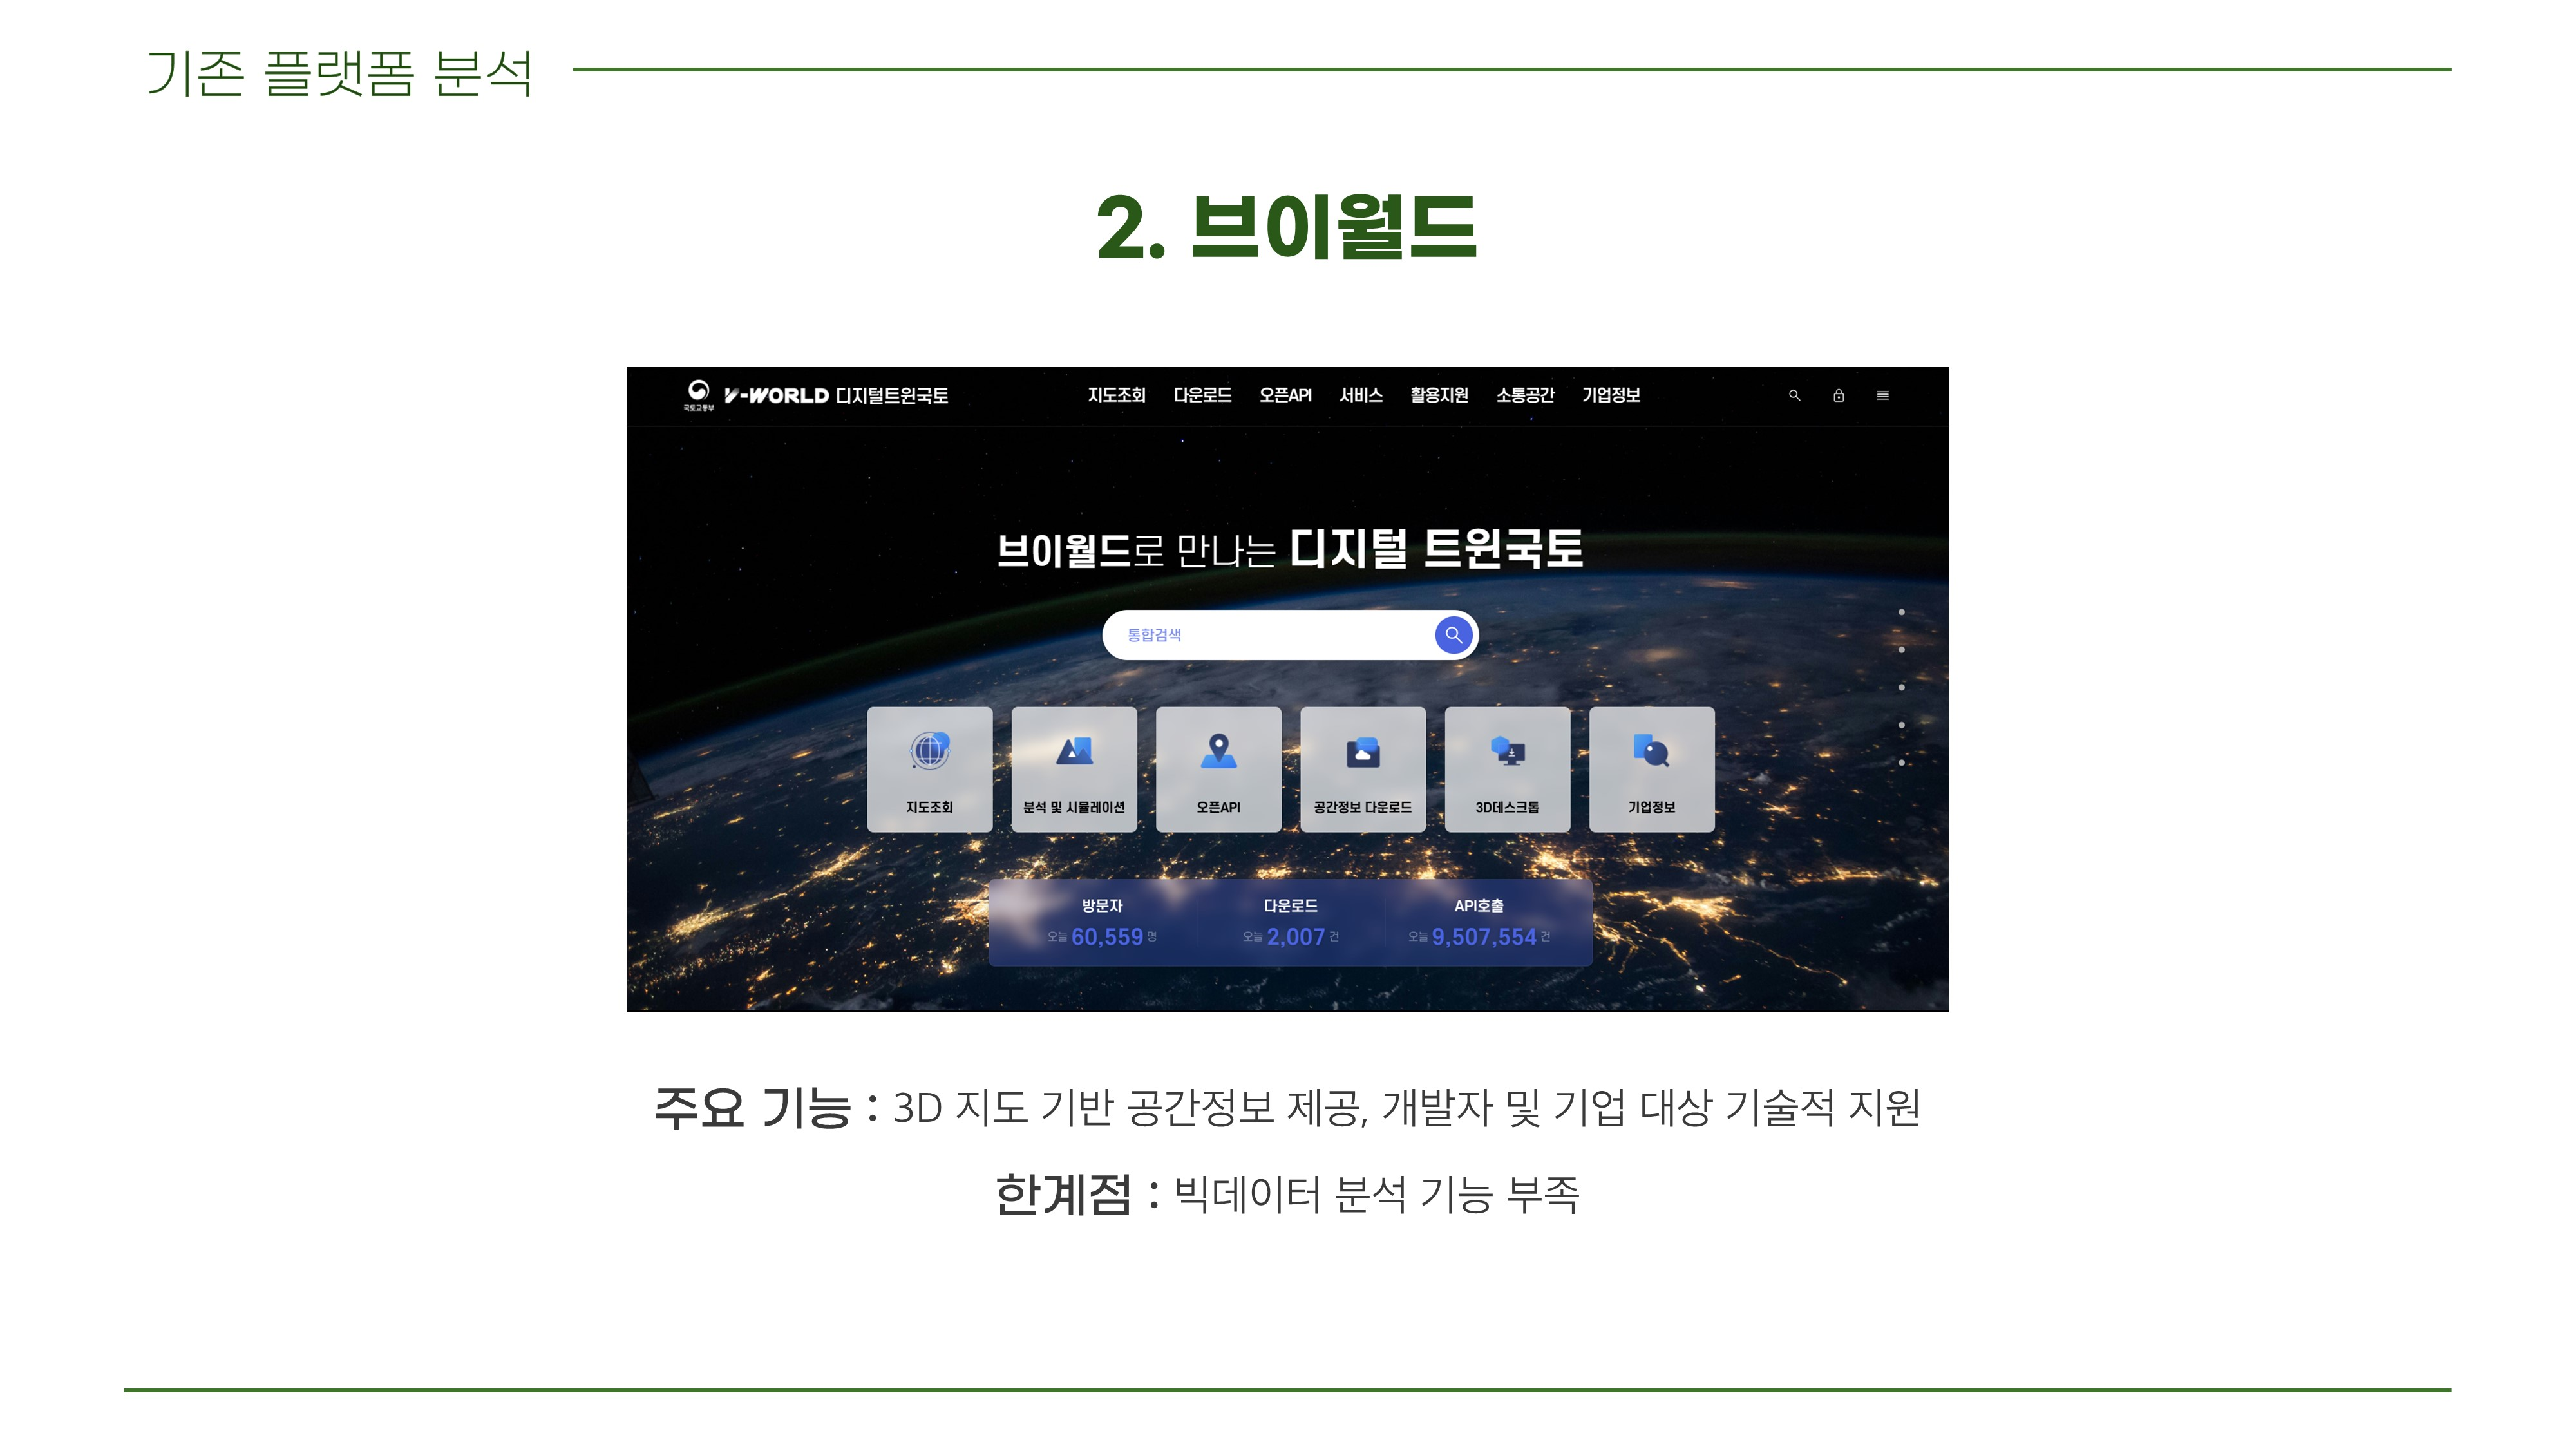 기존 플랫폼 분석
2. 브이월드
국토교통부 V-WORLD 디지털트윈국토 지도조회 다운로드 오픈API 서비스 활용지원 소통공간 기업정보
브이월드로 만나는 디지털 트윈국토
통합검색
지도조회 분석 및 시뮬레이션 오픈API 공간정보 다운로드 3D데스크톱 기업정보
방문자 다운로드 API호출
오늘 60,559 명 오늘 2,007 건 오늘 9,507,554 건
주요 기능 : 3D 지도 기반 공간정보 제공, 개발자 및 기업 대상 기술적 지원
한계점 : 빅데이터 분석 기능 부족